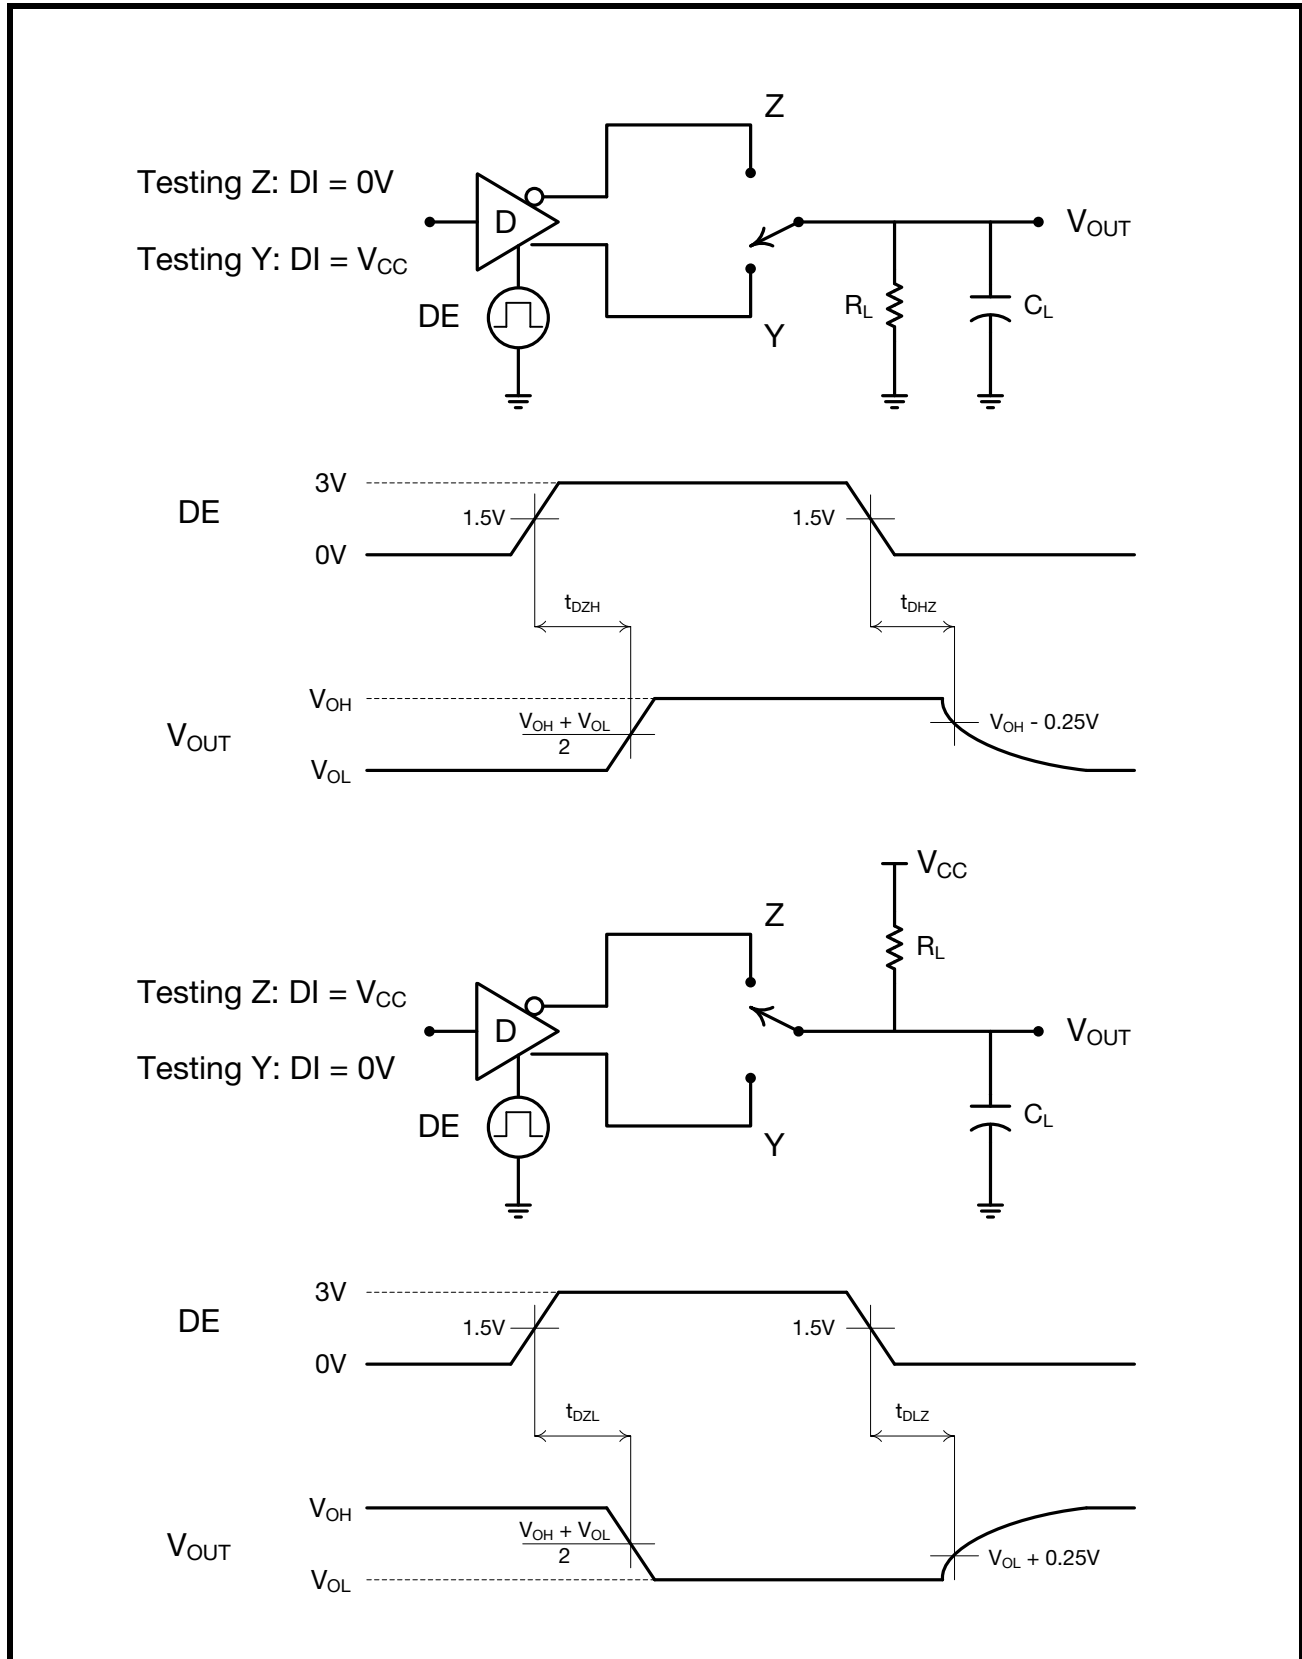 Z
Testing Z: DI = 0V
D
V_OUT
Testing Y: DI = V_CC
DE
R_L
C_L
Y
3V
DE
1.5V
1.5V
0V
t_DZH
t_DHZ
V_OH
V_OH + V_OL
2
V_OH - 0.25V
V_OUT
V_OL
V_CC
Z
R_L
Testing Z: DI = V_CC
D
V_OUT
Testing Y: DI = 0V
DE
C_L
Y
3V
DE
1.5V
1.5V
0V
t_DZL
t_DLZ
V_OH
V_OH + V_OL
2
V_OUT
V_OL + 0.25V
V_OL